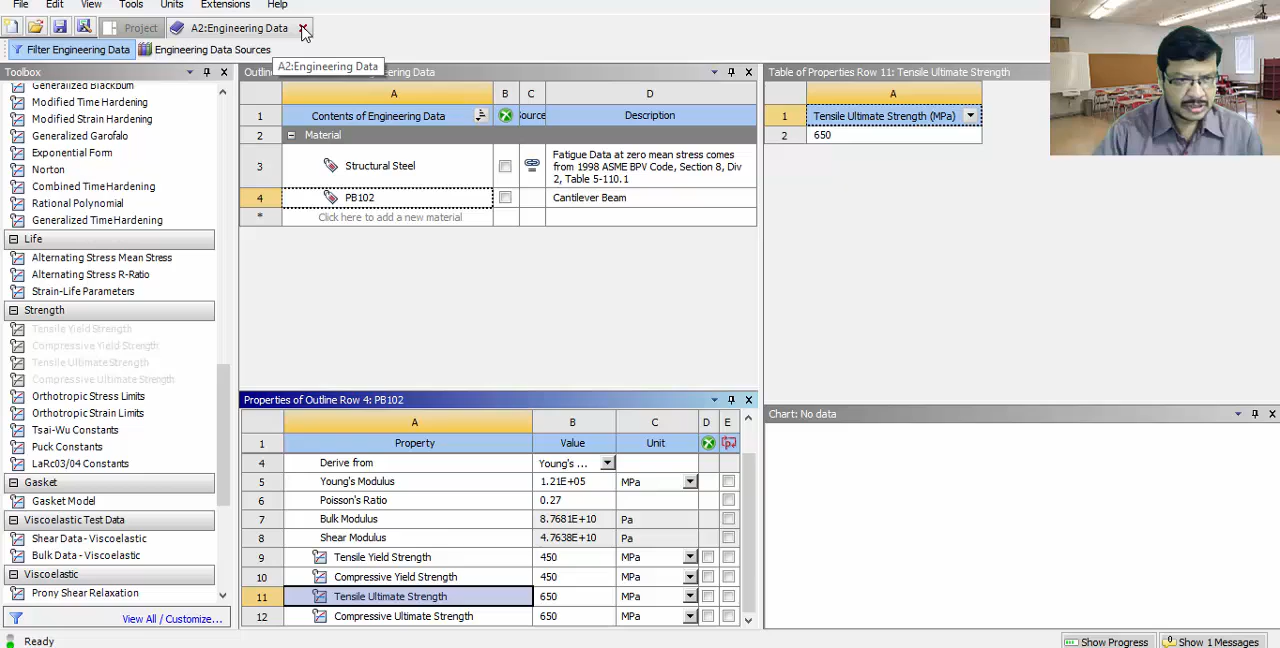 File Edit View Tools Units Extensions Help
Project A2:Engineering Data
Filter Engineering Data Engineering Data Sources
A2:Engineering Data
Toolbox
Generalized Blackburn
Modified Time Hardening
Modified Strain Hardening
Generalized Garofalo
Exponential Form
Norton
Combined Time Hardening
Rational Polynomial
Generalized Time Hardening
Life
Alternating Stress Mean Stress
Alternating Stress R-Ratio
Strain-Life Parameters
Strength
Tensile Yield Strength
Compressive Yield Strength
Tensile Ultimate Strength
Compressive Ultimate Strength
Orthotropic Stress Limits
Orthotropic Strain Limits
Tsai-Wu Constants
Puck Constants
LaRc03/04 Constants
Gasket
Gasket Model
Viscoelastic Test Data
Shear Data - Viscoelastic
Bulk Data - Viscoelastic
Viscoelastic
Prony Shear Relaxation
View All / Customize...
Ready
A B C D
1 Contents of Engineering Data Source Description
2 Material
3 Structural Steel Fatigue Data at zero mean stress comes
from 1998 ASME BPV Code, Section 8, Div
2, Table 5-110.1
4 PB102 Cantilever Beam
* Click here to add a new material
Properties of Outline Row 4: PB102
A B C D E
1 Property Value Unit
4 Derive from Young's ...
5 Young's Modulus 1.21E+05 MPa
6 Poisson's Ratio 0.27
7 Bulk Modulus 8.7681E+10 Pa
8 Shear Modulus 4.7638E+10 Pa
9 Tensile Yield Strength 450 MPa
10 Compressive Yield Strength 450 MPa
11 Tensile Ultimate Strength 650 MPa
12 Compressive Ultimate Strength 650 MPa
Table of Properties Row 11: Tensile Ultimate Strength
A
1 Tensile Ultimate Strength (MPa)
2 650
Chart: No data
Show Progress Show 1 Messages